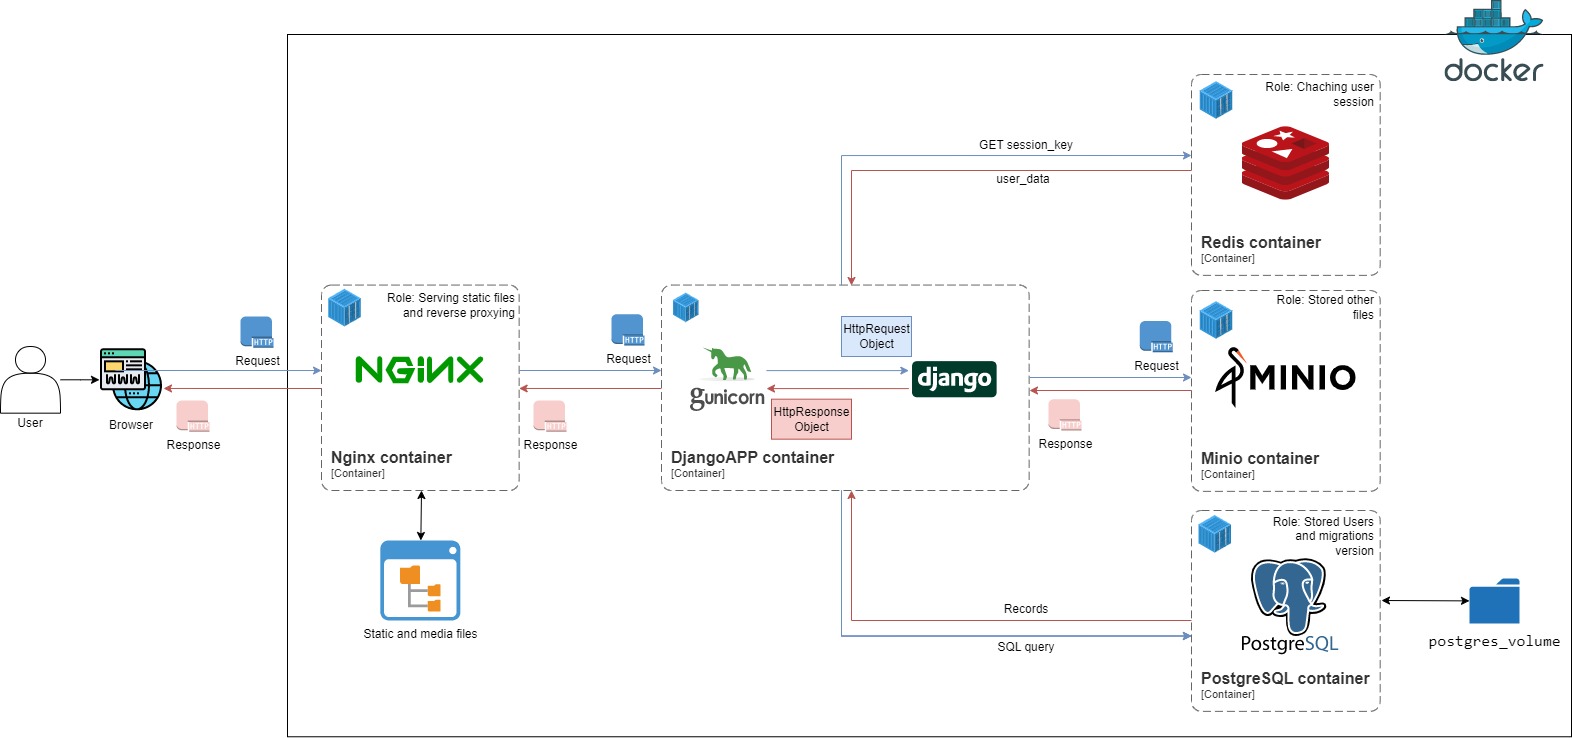 docker
Role: Chaching user
session
Redis container
[Container]
GET session_key
user_data
Role: Serving static files
and reverse proxying
NGINX
Nginx container
[Container]
HTTP
Request
HTTP
Response
User
WWW
Browser
HTTP
Request
HTTP
Response
HttpRequest
Object
gunicorn
django
HttpResponse
Object
DjangoAPP container
[Container]
HTTP
Request
HTTP
Response
Role: Stored other
files
MINIO
Minio container
[Container]
Static and media files
Records
SQL query
Role: Stored Users
and migrations
version
PostgreSQL
PostgreSQL container
[Container]
postgres_volume